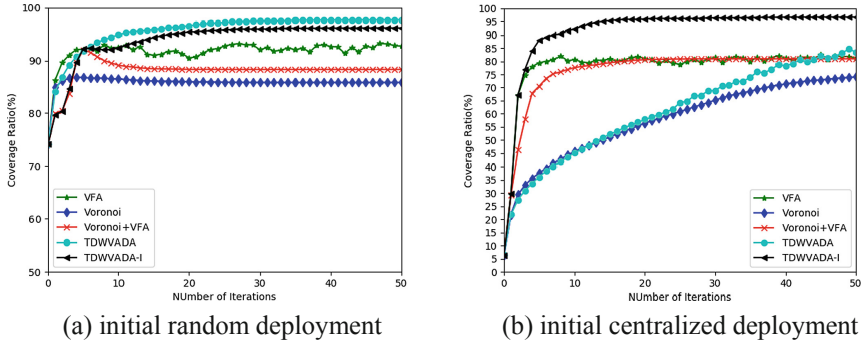 100
90
80
70
60
50
Coverage Ratio(%)
VFA
Voronoi
Voronoi+VFA
TDWVADA
TDWVADA-I
0 10 20 30 40 50
NUmber of Iterations
(a) initial random deployment
100
95
90
85
80
75
70
65
60
55
50
45
40
35
30
25
20
15
10
5
0
Coverage Ratio(%)
VFA
Voronoi
Voronoi+VFA
TDWVADA
TDWVADA-I
0 10 20 30 40 50
NUmber of Iterations
(b) initial centralized deployment